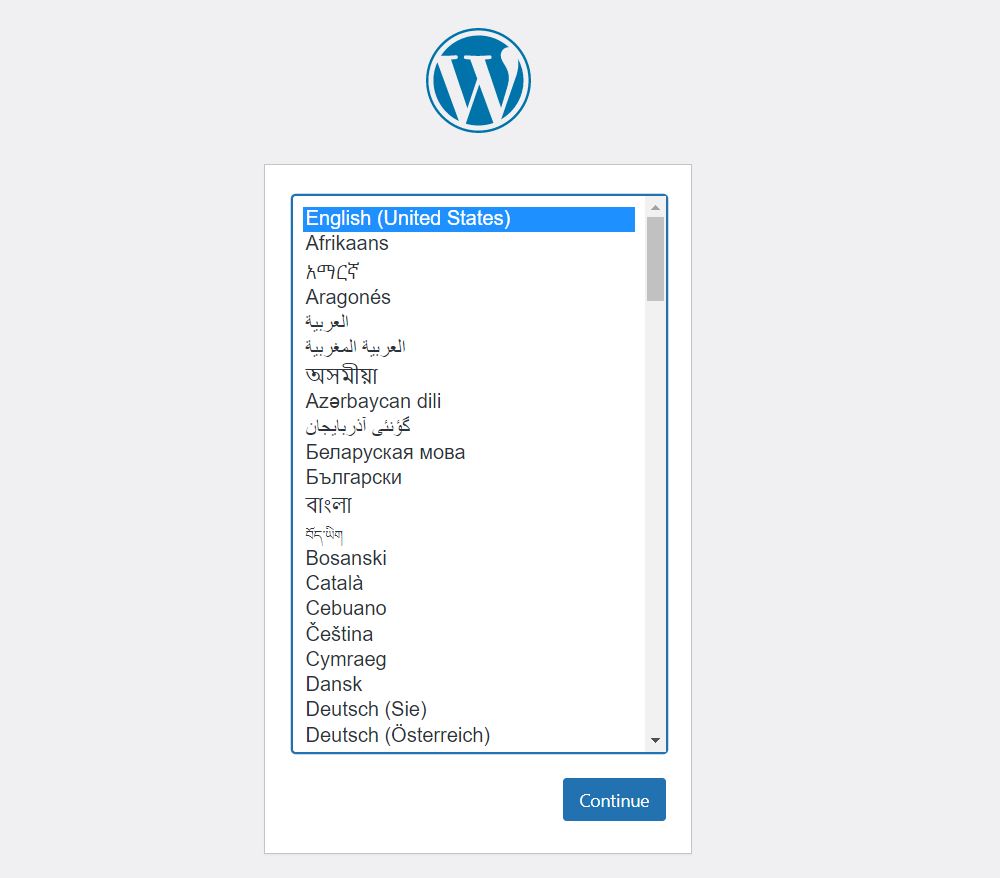 English (United States)
Afrikaans
አማርኛ
Aragonés
العربية
العربية المغربية
অসমীয়া
Azərbaycan dili
گؤنئی آذربایجان
Беларуская мова
Български
বাংলা
བོད་ཡིག
Bosanski
Català
Cebuano
Čeština
Cymraeg
Dansk
Deutsch (Sie)
Deutsch (Österreich)
Continue